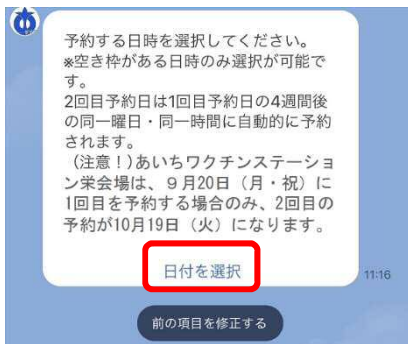 予約する日時を選択してください。
※空き枠がある日時のみ選択が可能で
す。
2回目予約日は1回目予約日の4週間後
の同一曜日・同一時間に自動的に予約
されます。
（注意！）あいちワクチンステーショ
ン栄会場は、９月20日（月・祝）に
1回目を予約する場合のみ、2回目の
予約が10月19日（火）になります。
日付を選択
11:16
前の項目を修正する